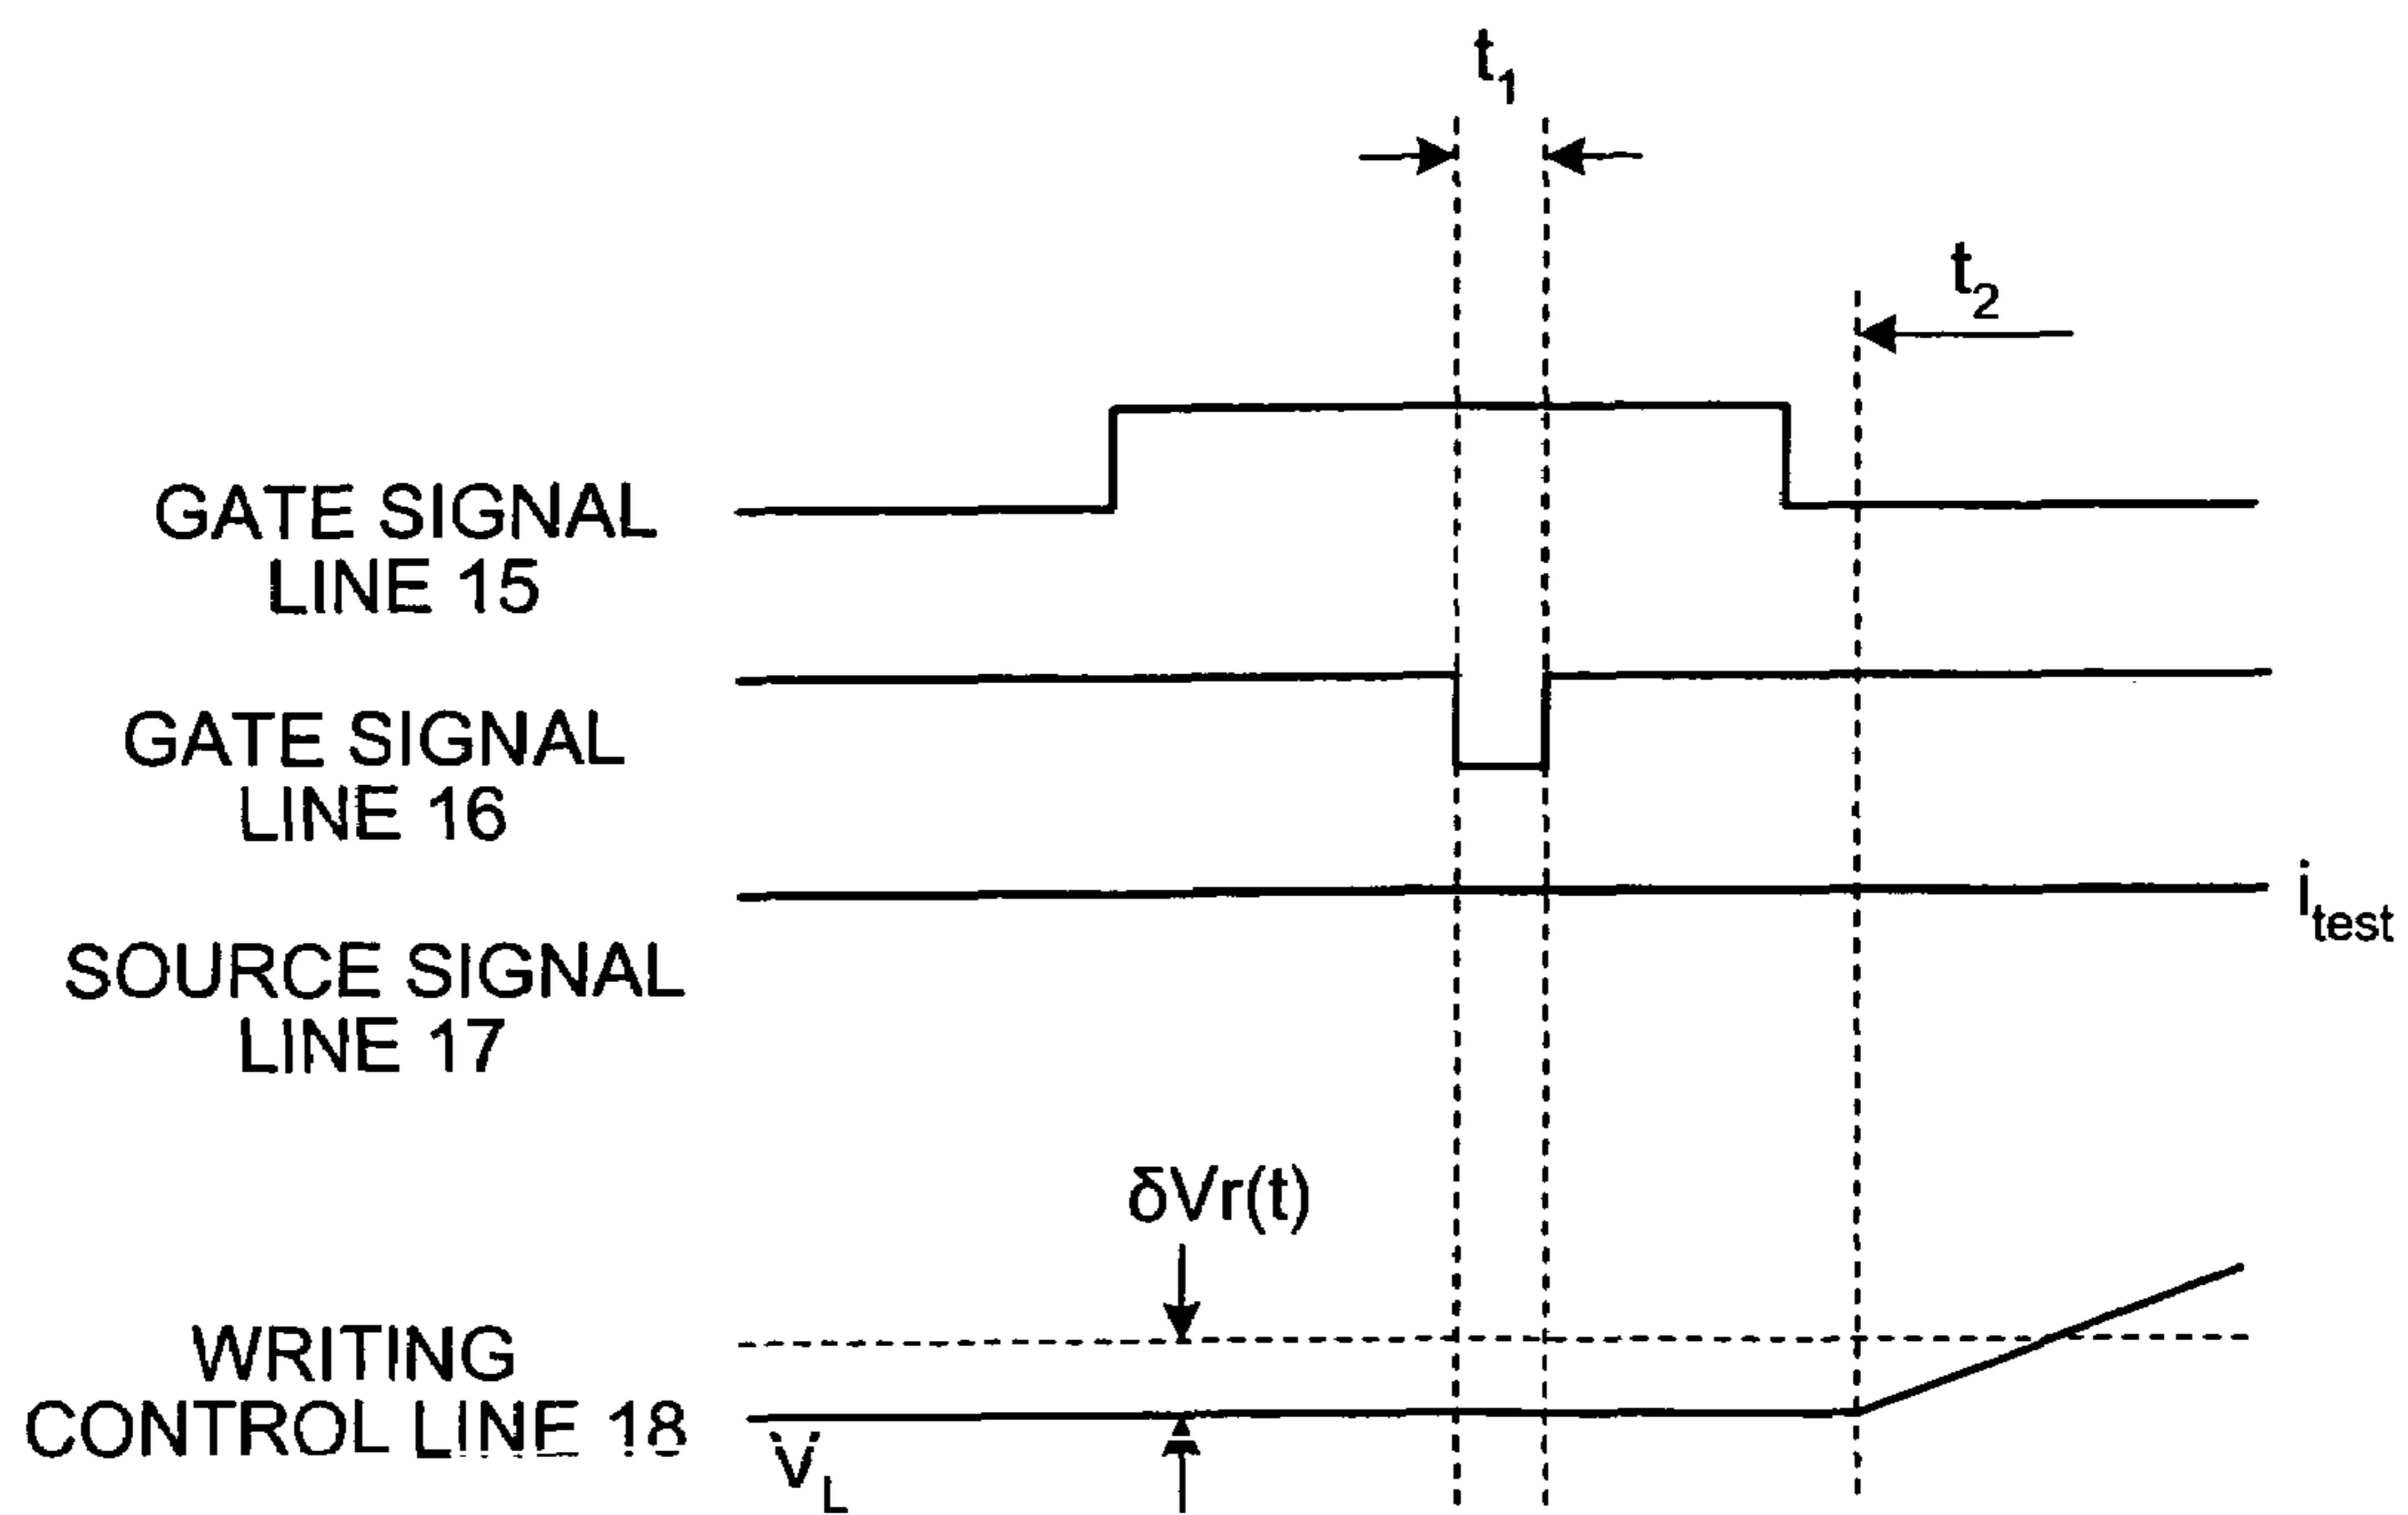 t1
t2
GATE SIGNAL
LINE 15
GATE SIGNAL
LINE 16
itest
SOURCE SIGNAL
LINE 17
δVr(t)
WRITING
CONTROL LINE 18
VL